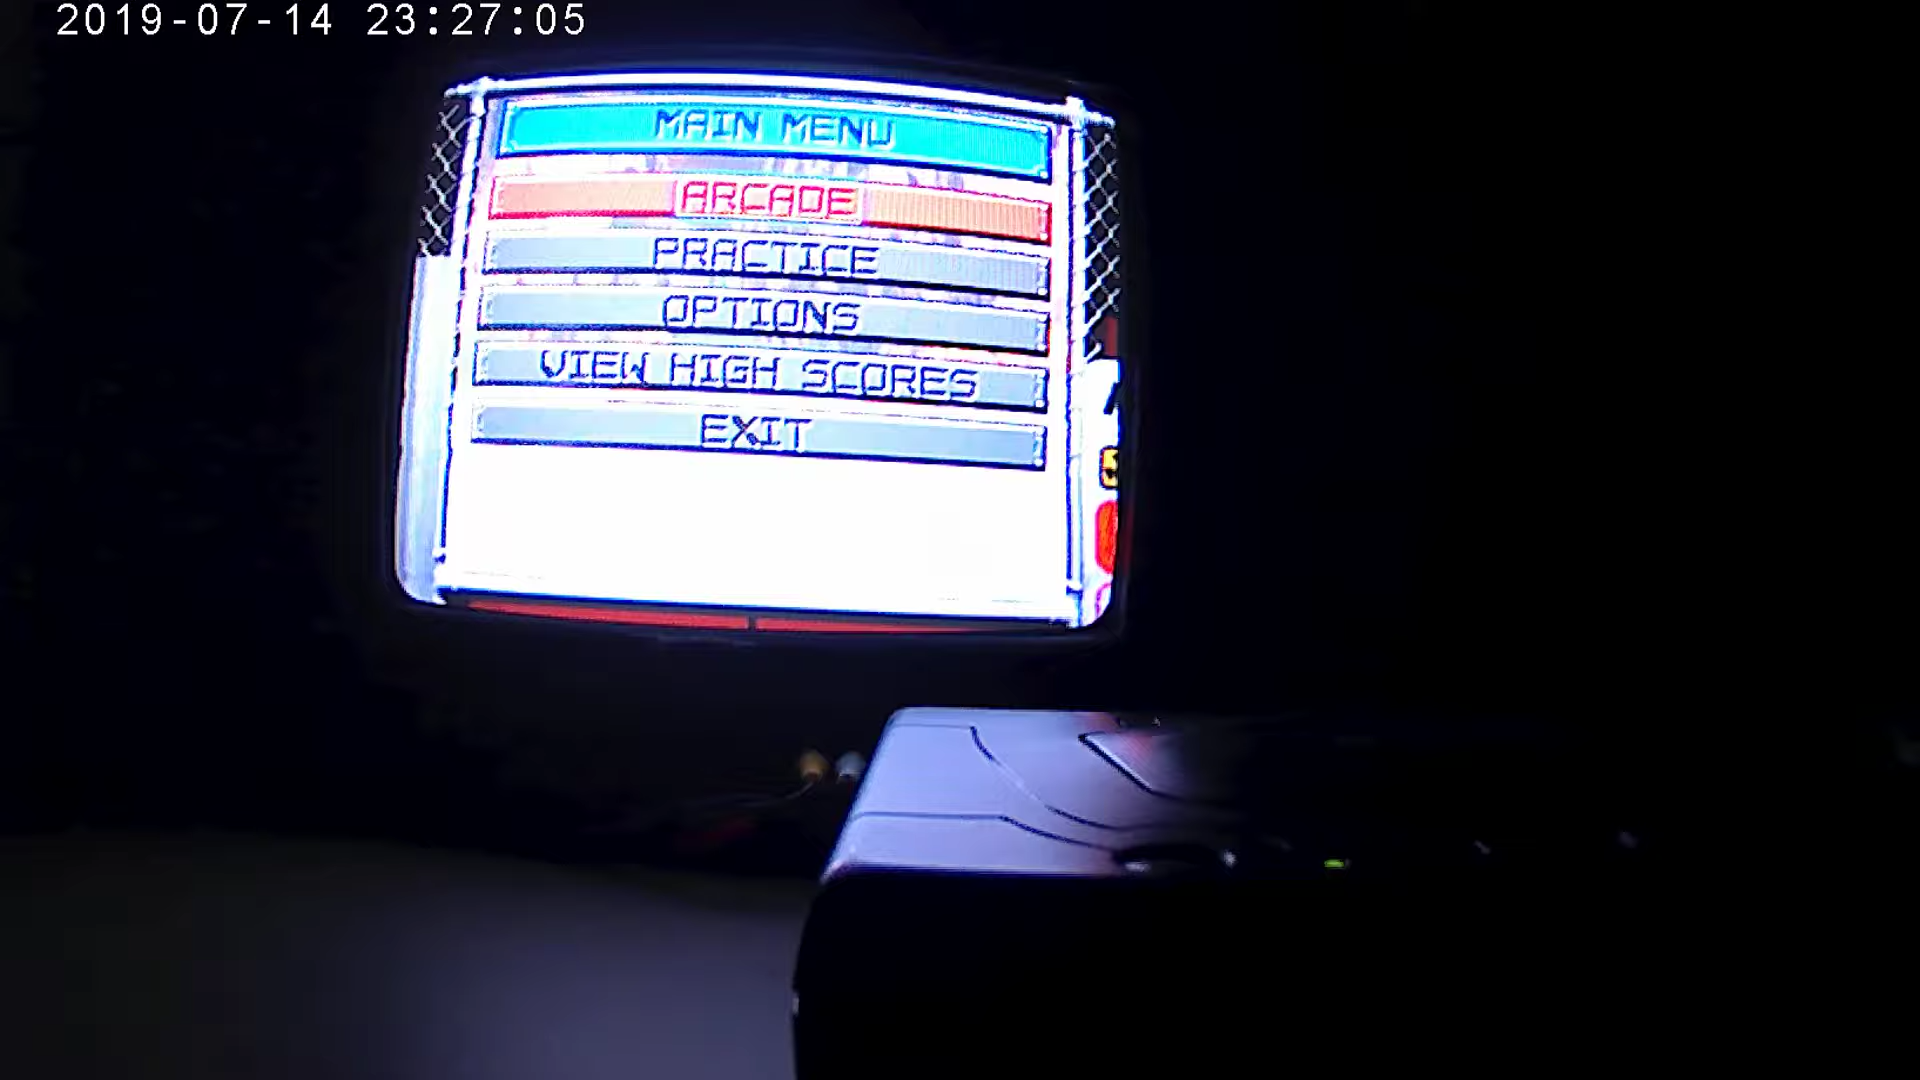 2019-07-14 23:27:05
MAIN MENU
ARCADE
PRACTICE
OPTIONS
VIEW HIGH SCORES
EXIT